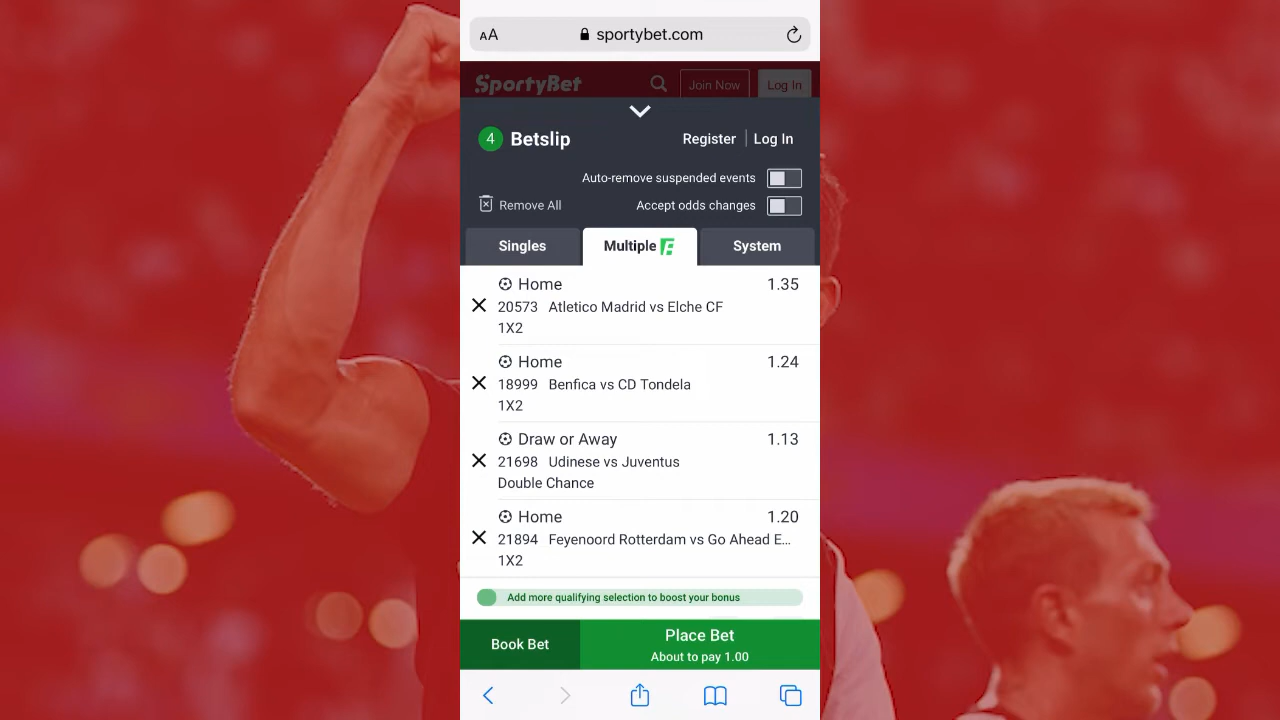 AA sportybet.com
SportyBet Join Now Log In
4 Betslip Register Log In
Auto-remove suspended events
Remove All Accept odds changes
Singles Multiple F System
Home 1.35
20573 Atletico Madrid vs Elche CF
1X2
Home 1.24
18999 Benfica vs CD Tondela
1X2
Draw or Away 1.13
21698 Udinese vs Juventus
Double Chance
Home 1.20
21894 Feyenoord Rotterdam vs Go Ahead E...
1X2
Add more qualifying selection to boost your bonus
Book Bet Place Bet
About to pay 1.00